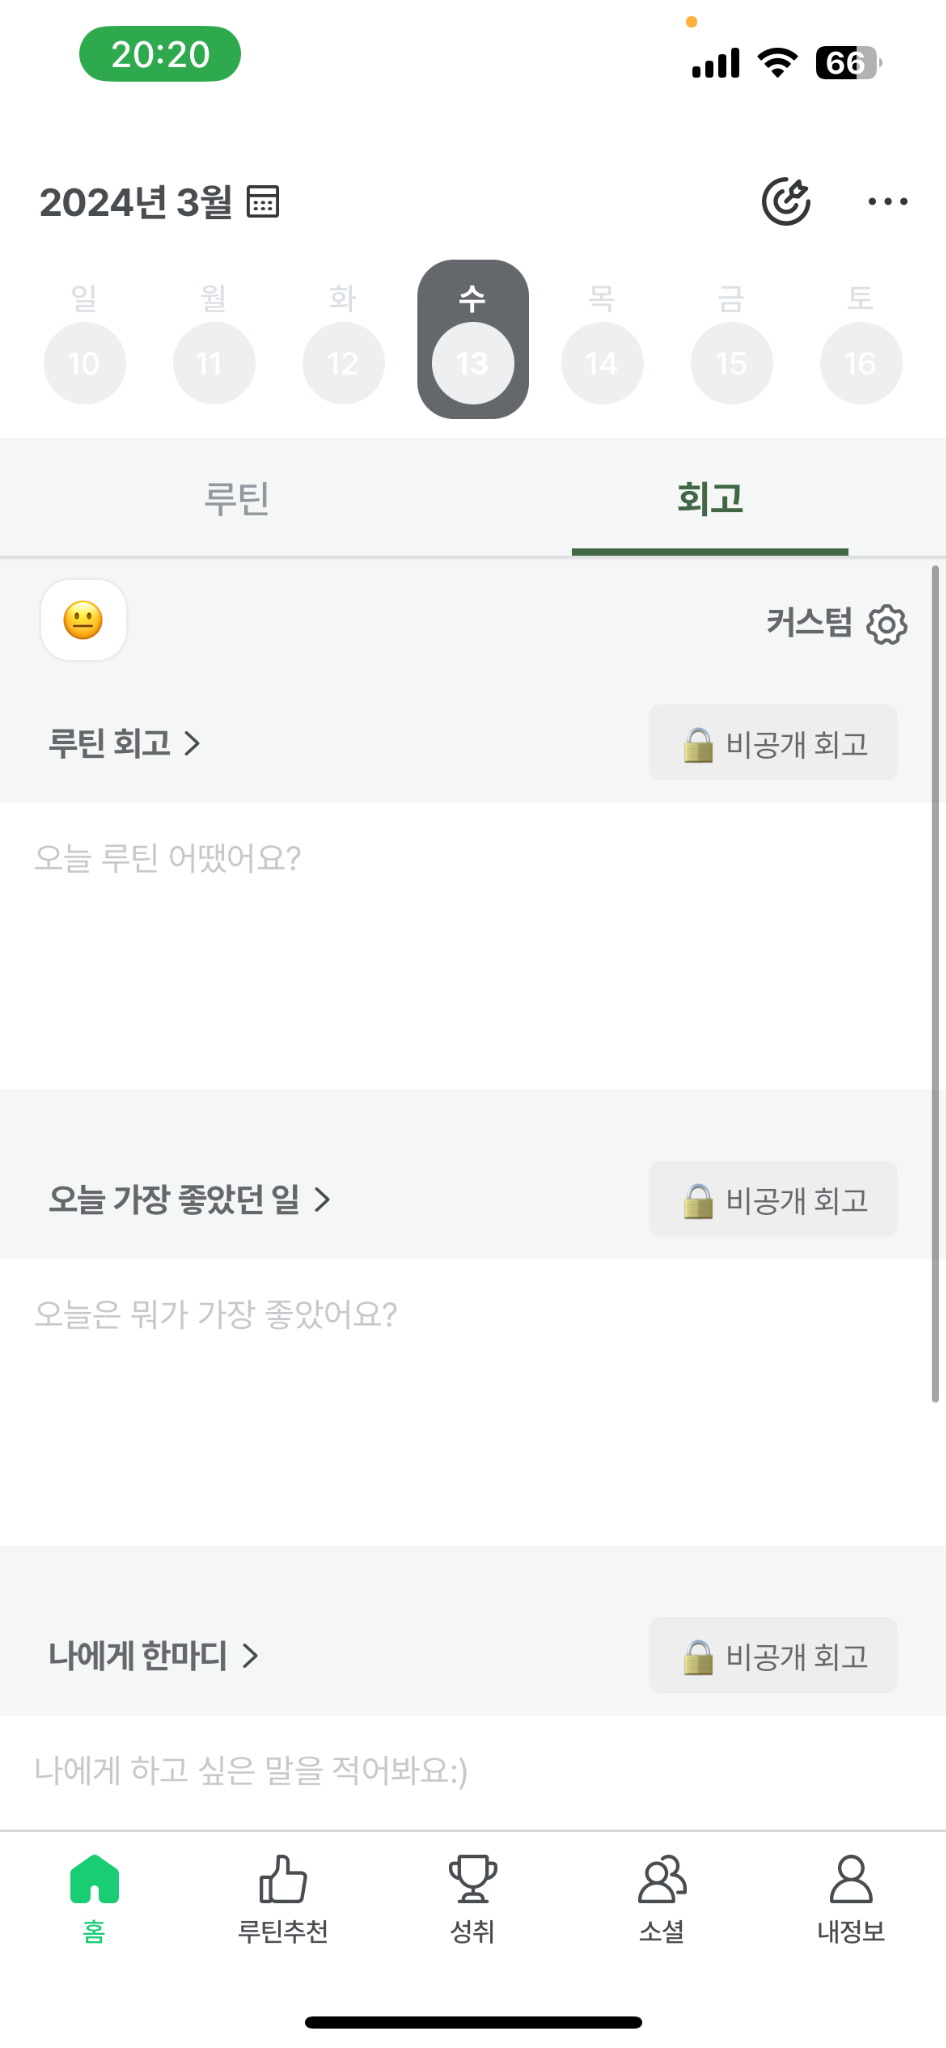 20:20
66
2024년 3월
일 월 화 수 목 금 토
10 11 12 13 14 15 16
루틴 회고
커스텀
루틴 회고 비공개 회고
오늘 루틴 어땠어요?
오늘 가장 좋았던 일 비공개 회고
오늘은 뭐가 가장 좋았어요?
나에게 한마디 비공개 회고
나에게 하고 싶은 말을 적어봐요:)
홈 루틴추천 성취 소셜 내정보